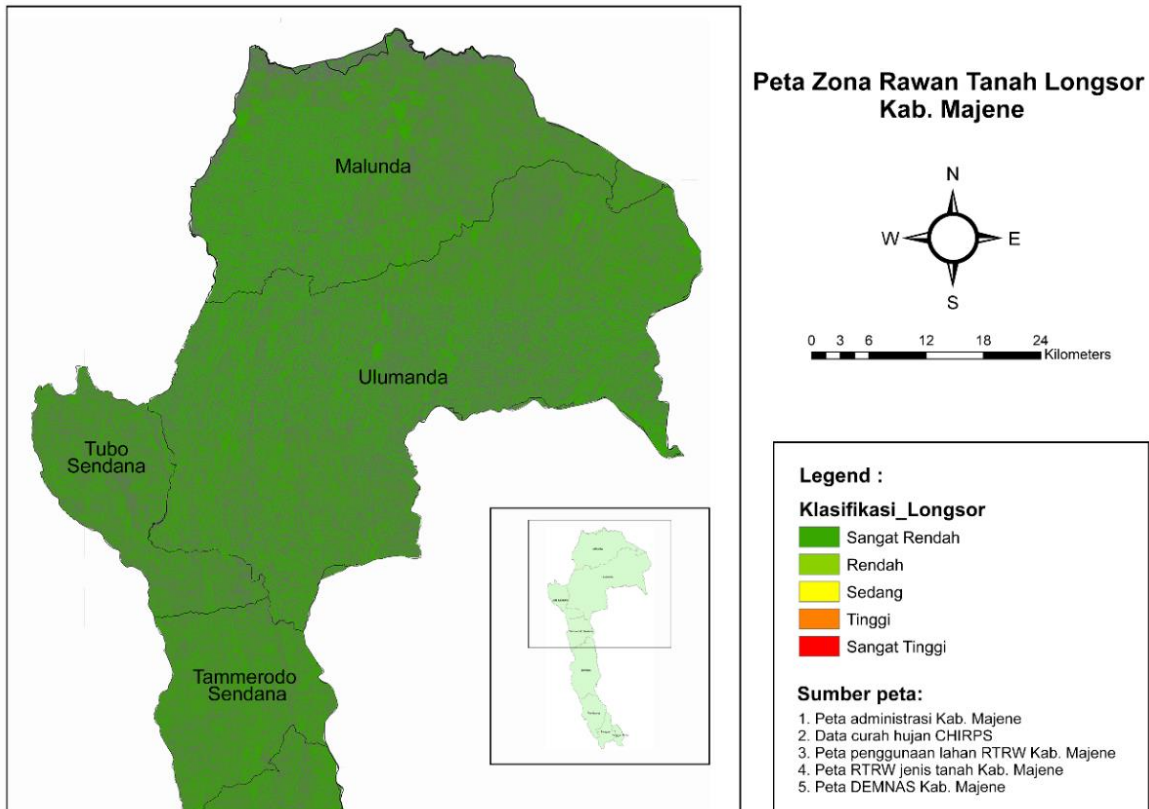 Peta Zona Rawan Tanah Longsor
Kab. Majene
N
W
E
S
0 3 6 12 18 24
Kilometers
Malunda
Ulumanda
Tubo
Sendana
Tammerodo
Sendana
Legend :
Klasifikasi_Longsor
Sangat Rendah
Rendah
Sedang
Tinggi
Sangat Tinggi
Sumber peta:
1. Peta administrasi Kab. Majene
2. Data curah hujan CHIRPS
3. Peta penggunaan lahan RTRW Kab. Majene
4. Peta RTRW jenis tanah Kab. Majene
5. Peta DEMNAS Kab. Majene